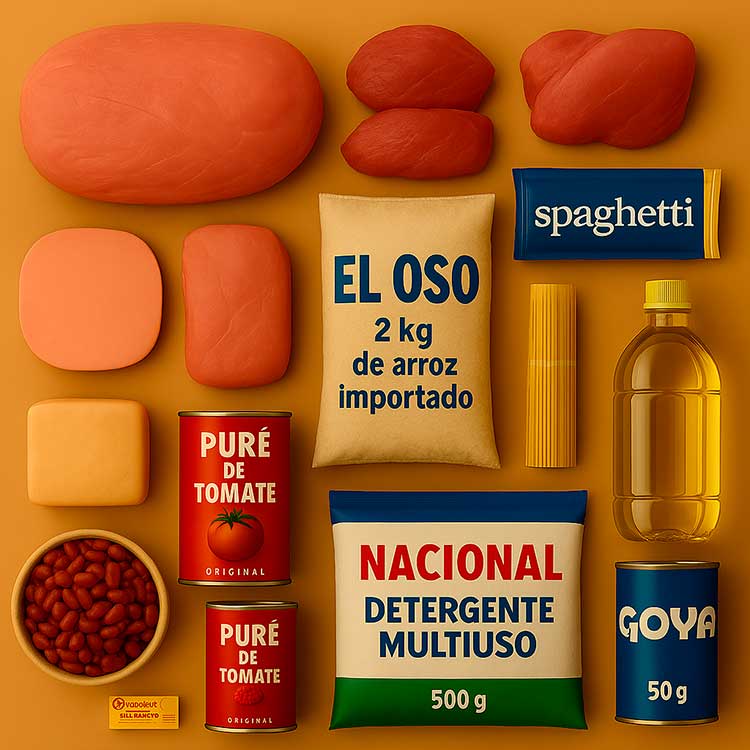 spaghetti
EL OSO
2 kg
de arroz
importado
PURÉ
DE
TOMATE
ORIGINAL
NACIONAL
DETERGENTE
MULTIUSO
500 g
GOYA
50 g
PURÉ
DE
TOMATE
ORIGINAL